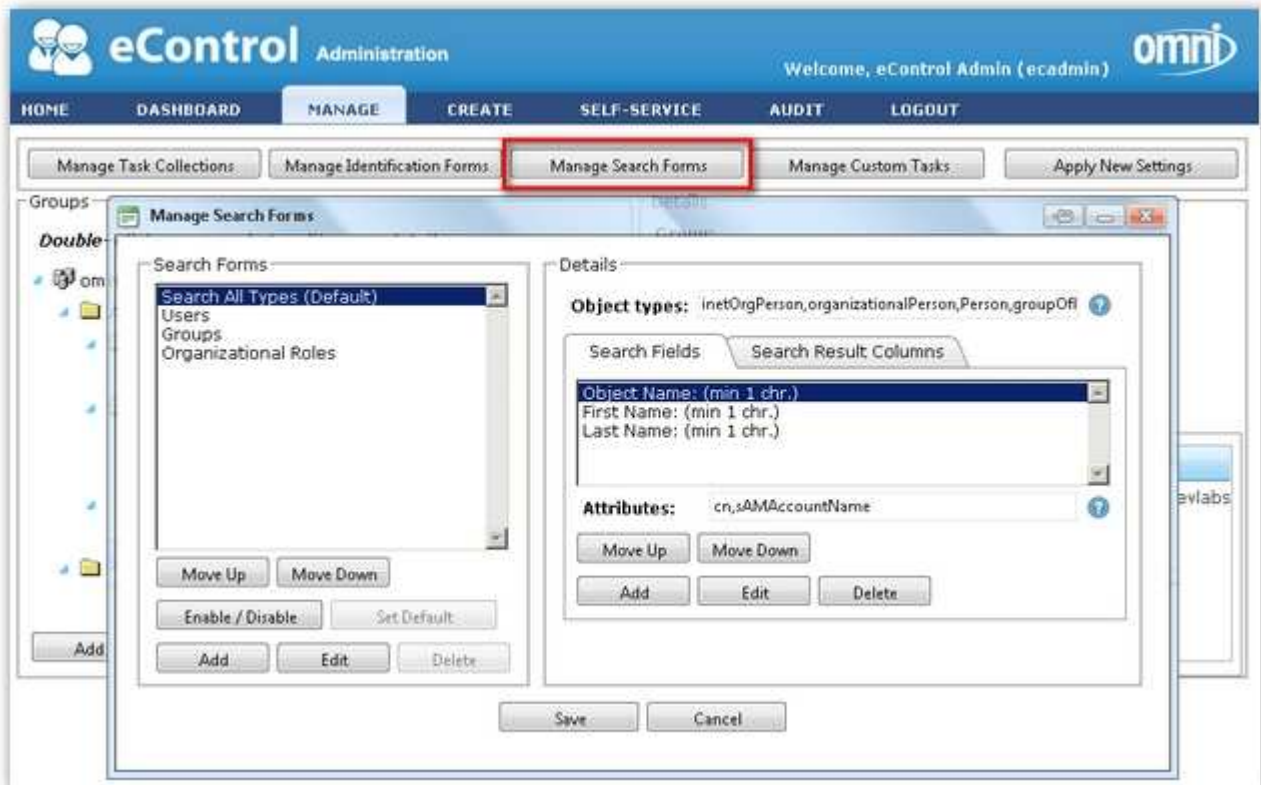 eControl Administration
omni
Welcome, eControl Admin (ecadmin)
HOME DASHBOARD MANAGE CREATE SELF-SERVICE AUDIT LOGOUT
Manage Task Collections Manage Identification Forms Manage Search Forms Manage Custom Tasks Apply New Settings
Groups
Details
Double-
om
evlabs
Add
Manage Search Forms
Search Forms
Search All Types (Default)
Users
Groups
Organizational Roles
Move Up Move Down
Enable / Disable Set Default
Add Edit Delete
Details
Object types: inetOrgPerson,organizationalPerson,Person,groupOfl
Search Fields Search Result Columns
Object Name: (min 1 chr.)
First Name: (min 1 chr.)
Last Name: (min 1 chr.)
Attributes: cn,sAMAccountName
Move Up Move Down
Add Edit Delete
Save Cancel